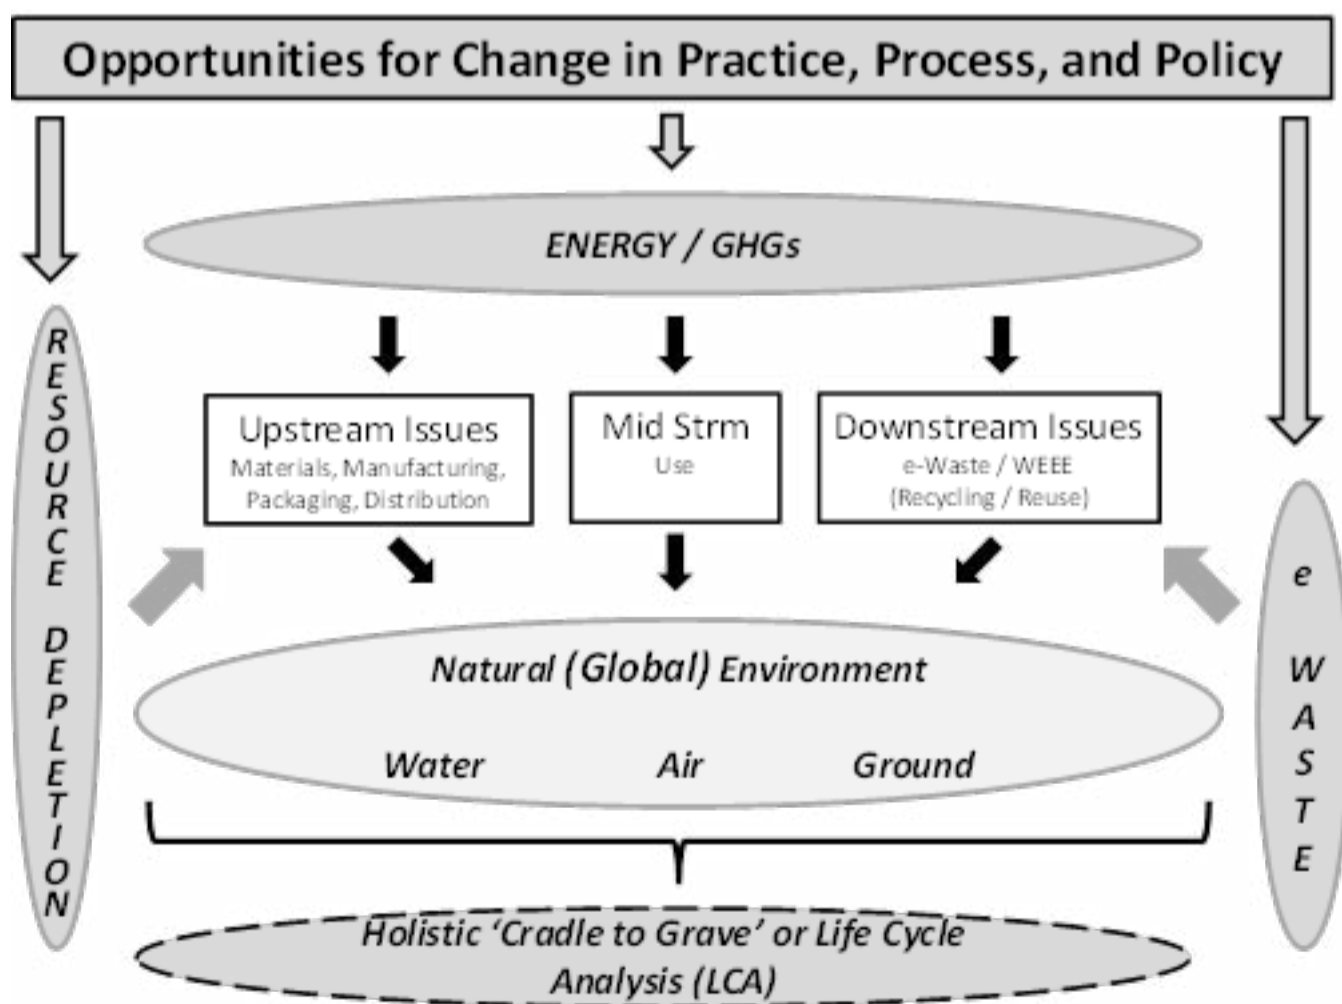 Opportunities for Change in Practice, Process, and Policy
ENERGY / GHGs
RESOURCE DEPLETION
Upstream Issues
Materials, Manufacturing,
Packaging, Distribution
Mid Strm
Use
Downstream Issues
e-Waste / WEEE
(Recycling / Reuse)
e WASTE
Natural (Global) Environment
Water Air Ground
Holistic ‘Cradle to Grave’ or Life Cycle
Analysis (LCA)